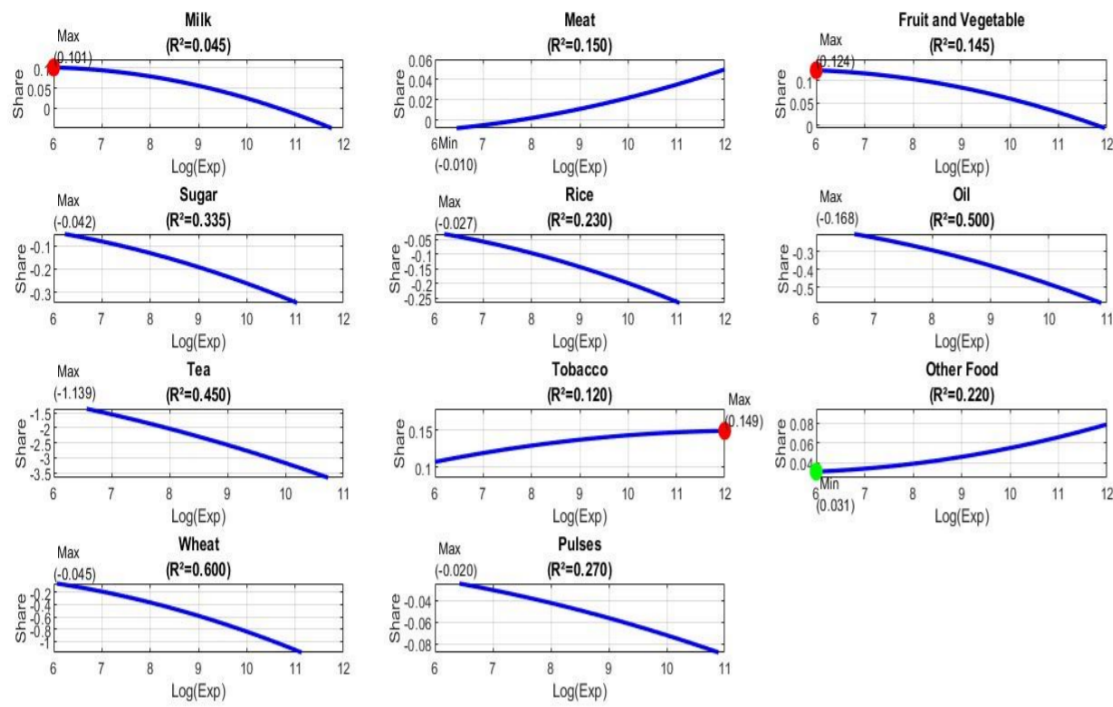 Milk
(R²=0.045)
Max
(0.101)
0.1
0.05
0
Share
6 7 8 9 10 11 12
Log(Exp)
Meat
(R²=0.150)
0.06
0.04
0.02
0
Share
6 7 8 9 10 11 12
Min
(-0.010)
Log(Exp)
Fruit and Vegetable
(R²=0.145)
Max
(0.124)
0.1
0.05
0
Share
6 7 8 9 10 11 12
Log(Exp)
Sugar
(R²=0.335)
Max
(-0.042)
-0.1
-0.2
-0.3
Share
6 7 8 9 10 11 12
Log(Exp)
Rice
(R²=0.230)
Max
(-0.027)
-0.05
-0.1
-0.15
-0.2
-0.25
Share
6 7 8 9 10 11 12
Log(Exp)
Oil
(R²=0.500)
Max
(-0.168)
-0.3
-0.4
-0.5
Share
6 7 8 9 10 11
Log(Exp)
Tea
(R²=0.450)
Max
(-1.139)
-1.5
-2
-2.5
-3
-3.5
Share
7 8 9 10 11
Log(Exp)
Tobacco
(R²=0.120)
Max
(0.149)
0.15
0.1
Share
6 7 8 9 10 11 12
Log(Exp)
Other Food
(R²=0.220)
0.08
0.06
0.04
Share
6 7 8 9 10 11 12
Min
(0.031)
Log(Exp)
Wheat
(R²=0.600)
Max
(-0.045)
-0.2
-0.4
-0.6
-0.8
-1
Share
6 7 8 9 10 11 12
Log(Exp)
Pulses
(R²=0.270)
Max
(-0.020)
-0.04
-0.06
-0.08
Share
6 7 8 9 10 11
Log(Exp)